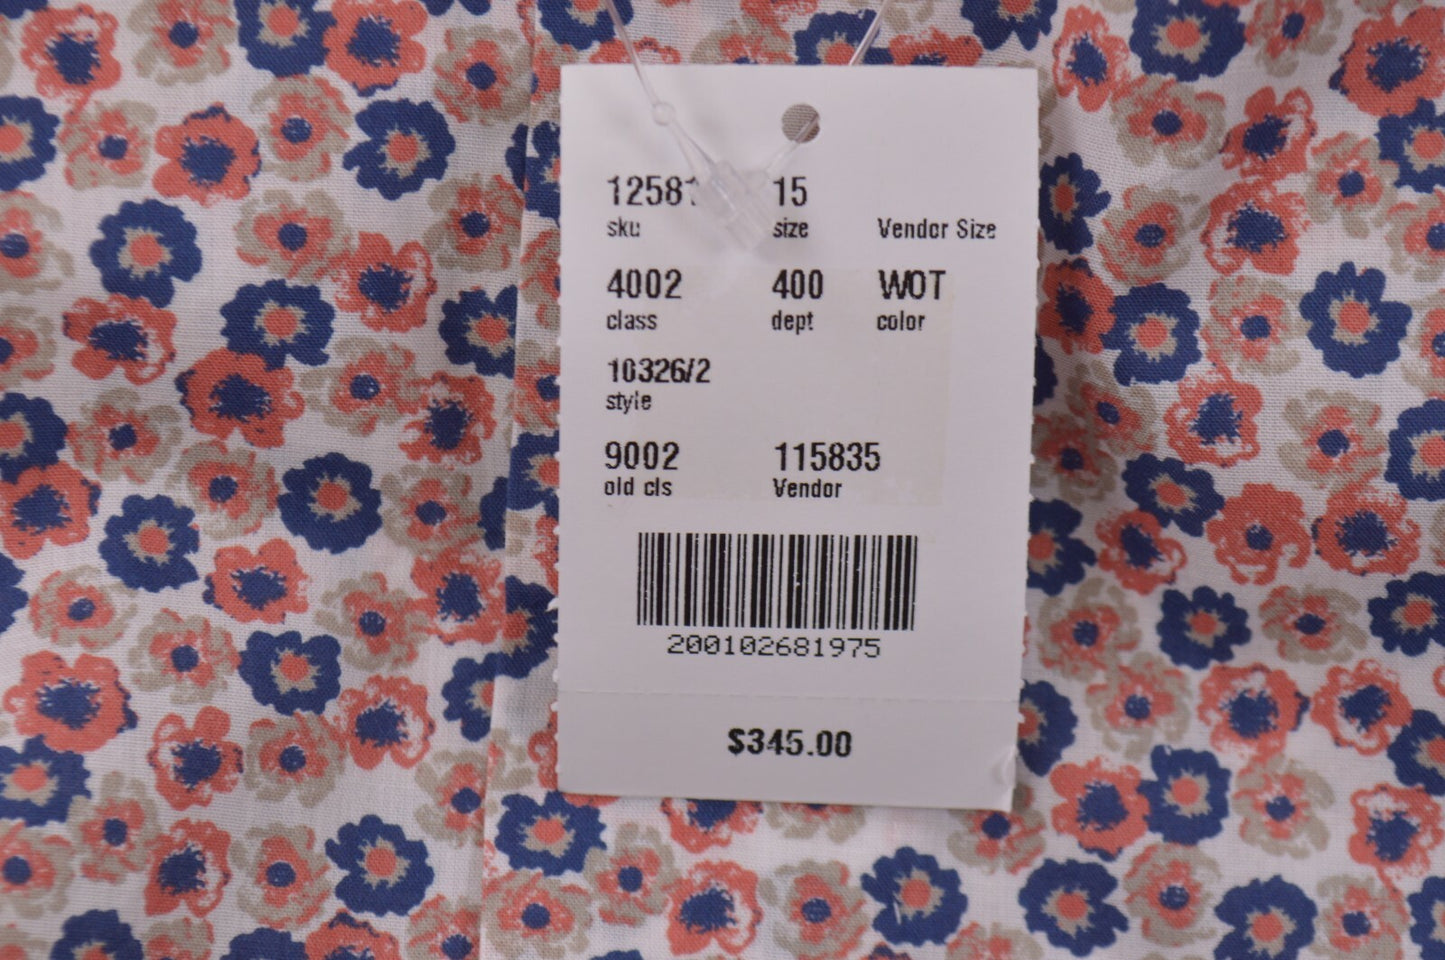 15
sku size Vendor Size
4002 400 WOT
class dept color
10326/2
style
9002 115835
old cls Vendor
200102681975
$345.00